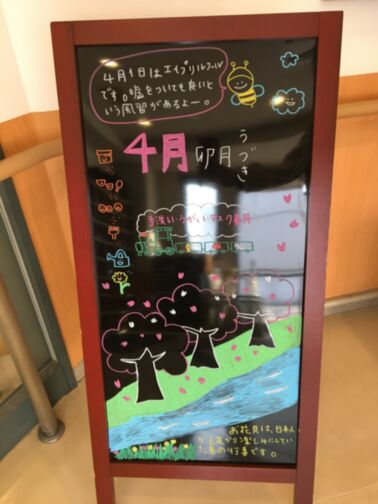 4月1日はエイプリルフール
です。嘘をついても良いと
いう風習があるよー。
4月 卯月
うづき
手洗い・うがい・マスク着用
お花見は、日本人
が古来から楽しみにしてい
た春の行事です。